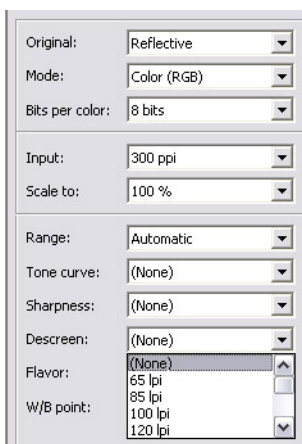 Original: Reflective
Mode: Color (RGB)
Bits per color: 8 bits
Input: 300 ppi
Scale to: 100 %
Range: Automatic
Tone curve: (None)
Sharpness: (None)
Descreen: (None)
Flavor: (None)
65 lpi
85 lpi
W/B point: 100 lpi
120 lpi